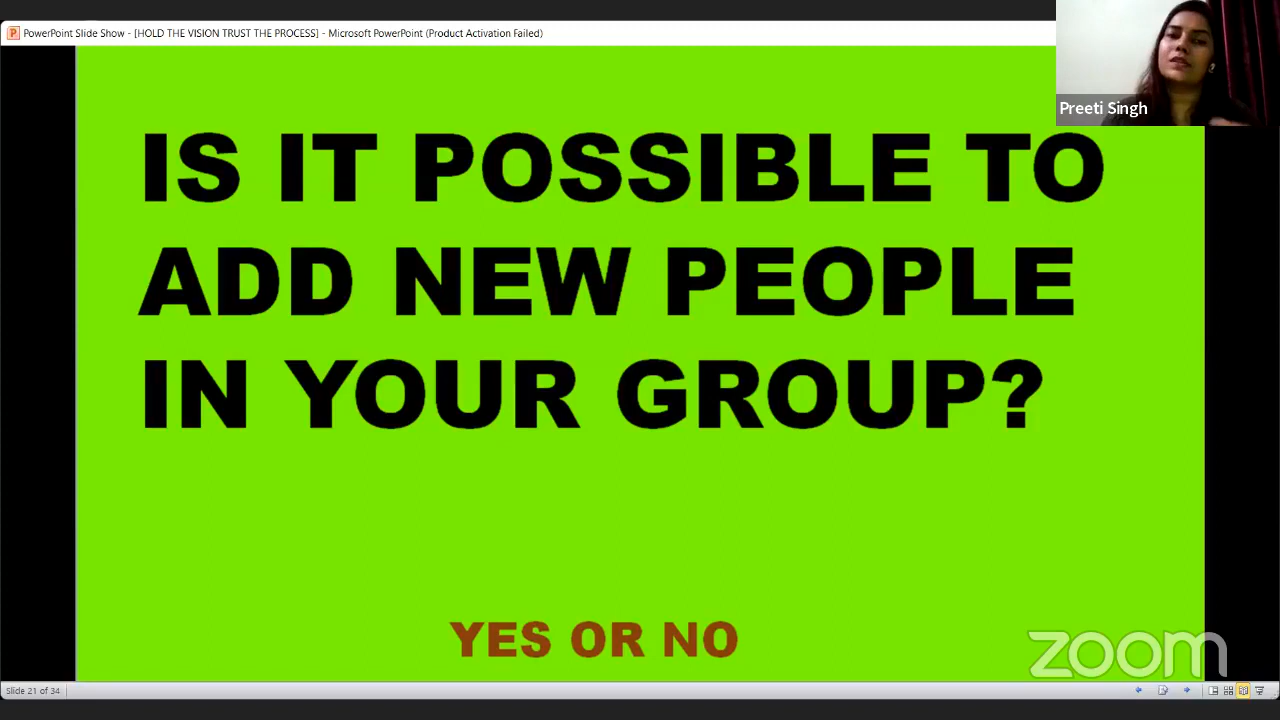 PowerPoint Slide Show - [HOLD THE VISION TRUST THE PROCESS] - Microsoft PowerPoint (Product Activation Failed)
Preeti Singh
IS IT POSSIBLE TO
ADD NEW PEOPLE
IN YOUR GROUP?
YES OR NO
zoom
Slide 21 of 34